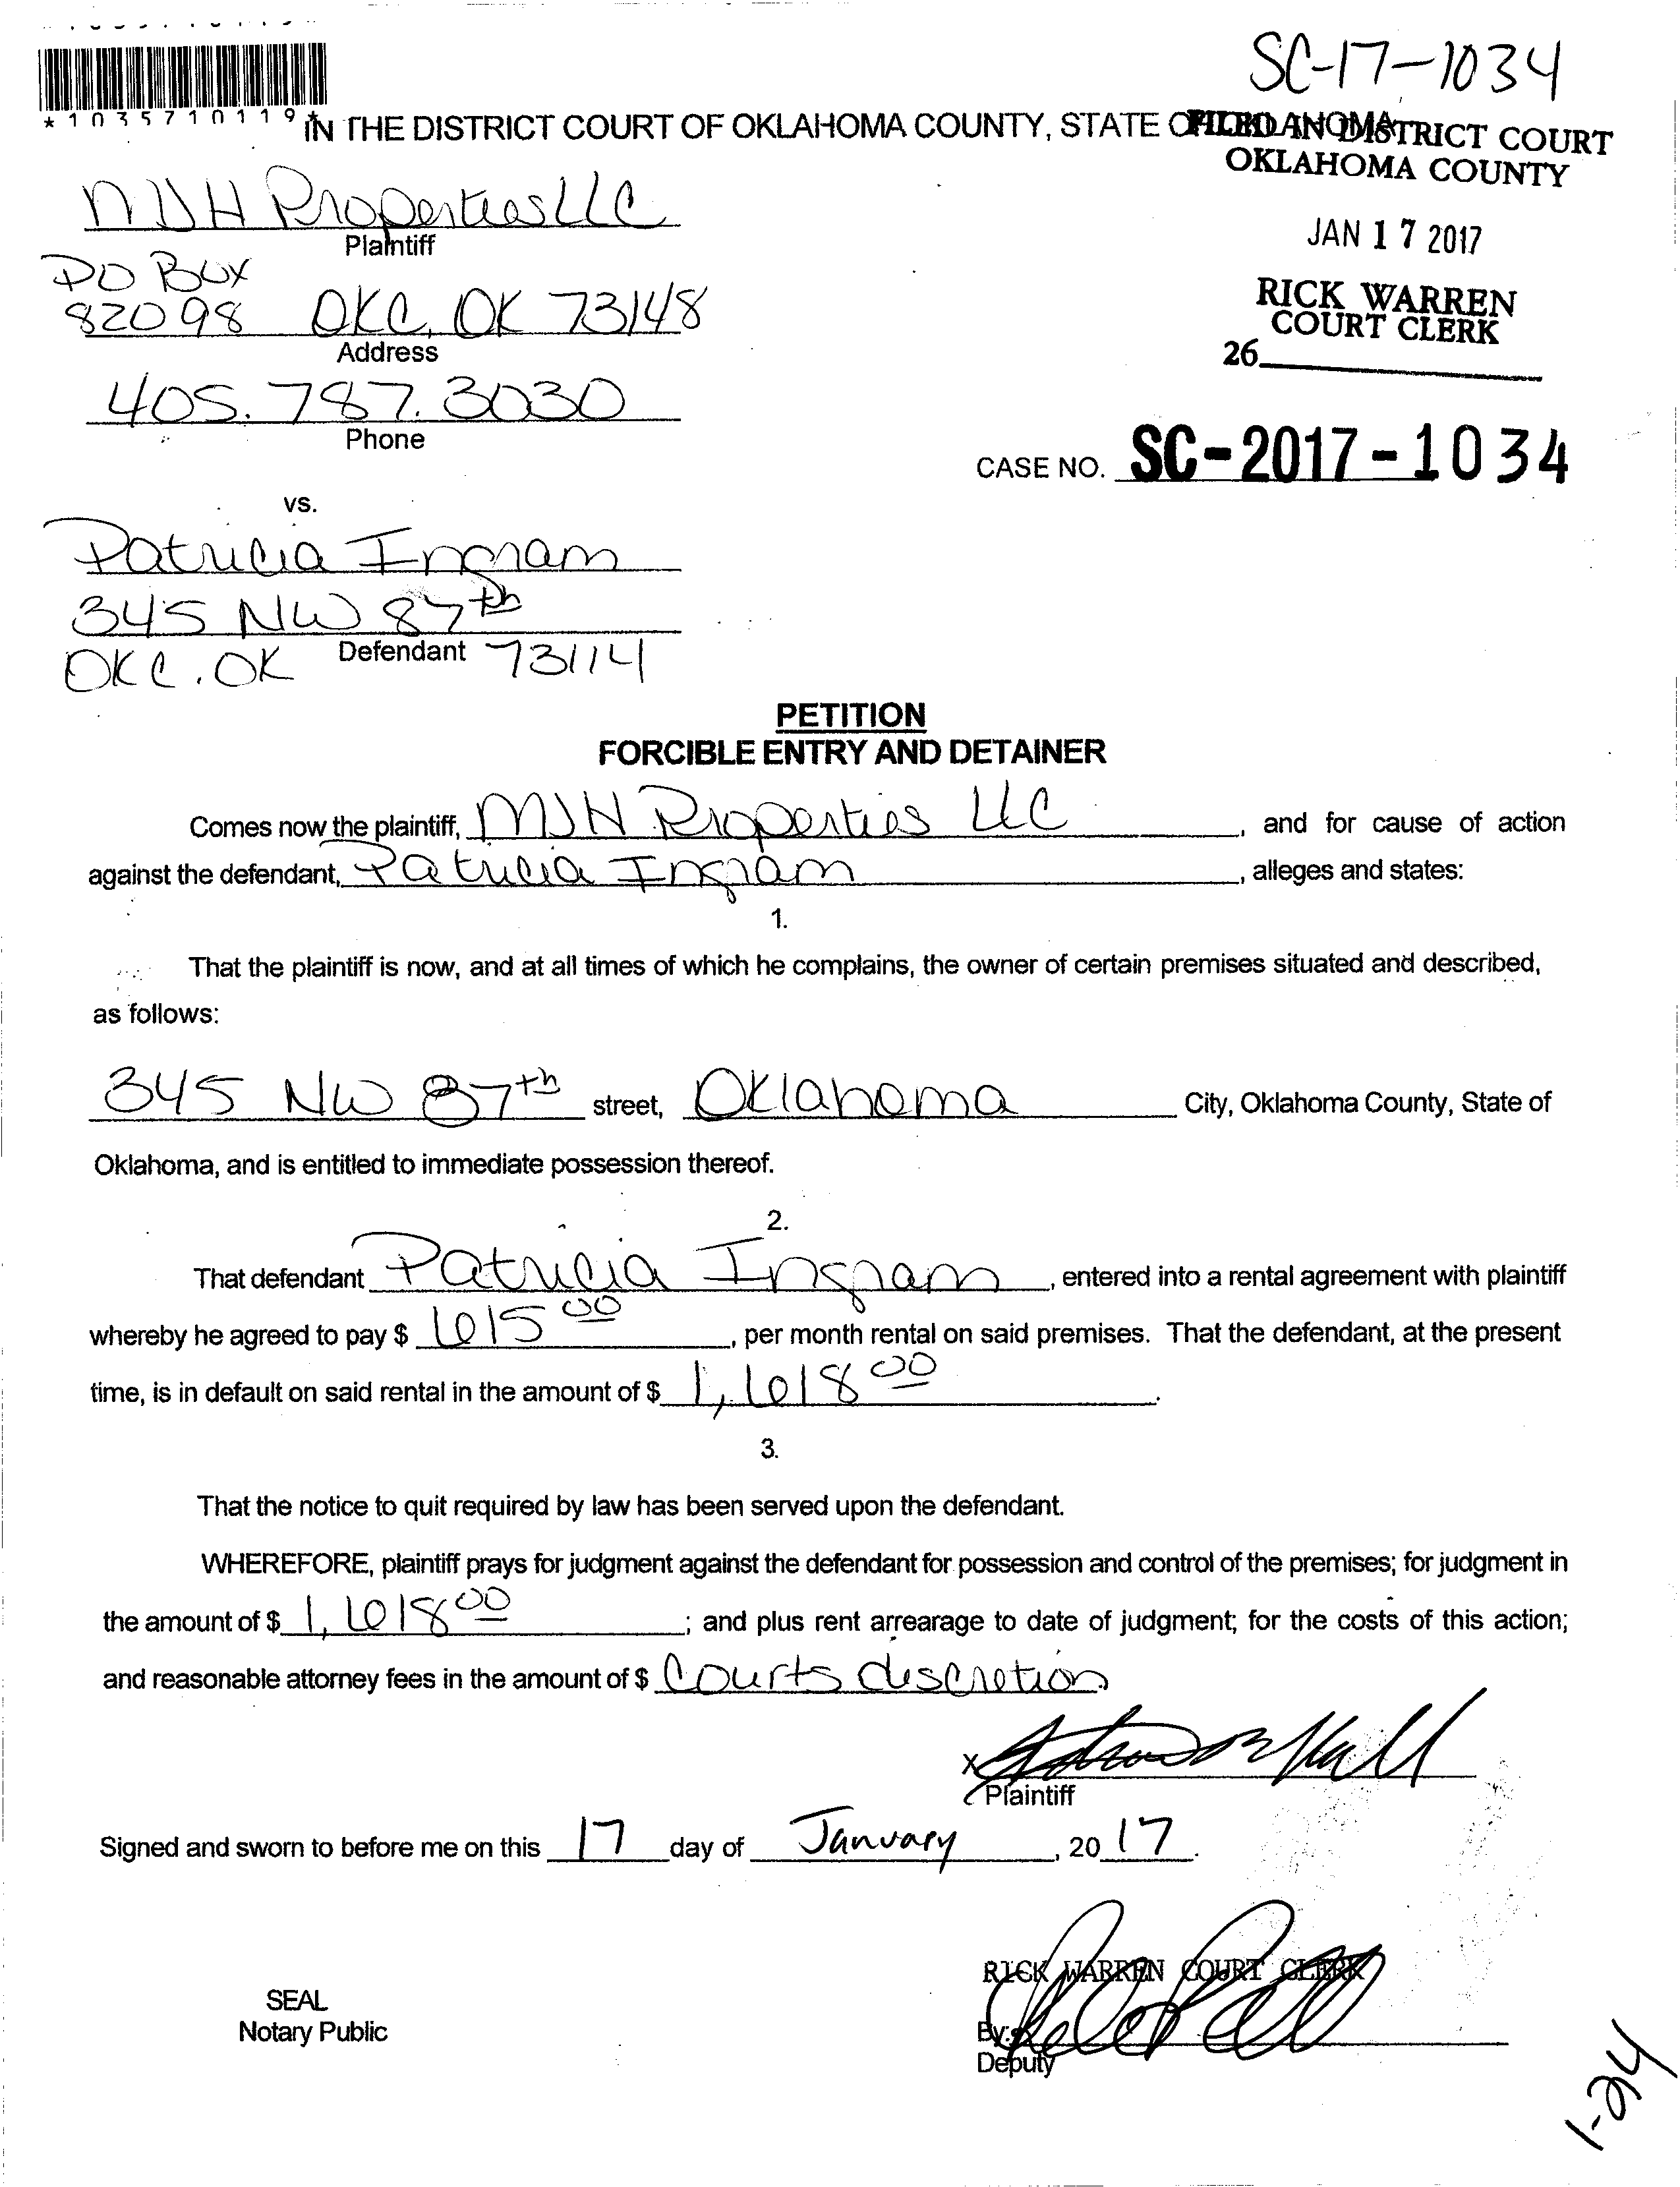 SC-17-1034
*1035710119*
IN THE DISTRICT COURT OF OKLAHOMA COUNTY, STATE OF OKLAHOMA
FILED IN DISTRICT COURT
OKLAHOMA COUNTY
JAN 17 2017
RICK WARREN
COURT CLERK
26
MJH Properties LLC
Plaintiff
PO Box
82098 OKC, OK 73148
Address
405.787.3030
Phone
CASE NO. SC-2017-1034
vs.
Patricia Ingram
345 NW 87th
Defendant
OKC. OK 73114
PETITION
FORCIBLE ENTRY AND DETAINER
Comes now the plaintiff, MJH Properties LLC, and for cause of action
against the defendant, Patricia Ingram, alleges and states:
1.
That the plaintiff is now, and at all times of which he complains, the owner of certain premises situated and described,
as follows:
345 NW 87th street, Oklahoma City, Oklahoma County, State of
Oklahoma, and is entitled to immediate possession thereof.
2.
That defendant Patricia Ingram, entered into a rental agreement with plaintiff
whereby he agreed to pay $ 615 00, per month rental on said premises. That the defendant, at the present
time, is in default on said rental in the amount of $ 1,618 00.
3.
That the notice to quit required by law has been served upon the defendant.
WHEREFORE, plaintiff prays for judgment against the defendant for possession and control of the premises; for judgment in
the amount of $ 1,618 00; and plus rent arrearage to date of judgment; for the costs of this action;
and reasonable attorney fees in the amount of $ Courts discretion.
X
Plaintiff
Signed and sworn to before me on this 17 day of January, 20 17.
RICK WARREN COURT CLERK
SEAL
Notary Public
By:
Deputy
1-24